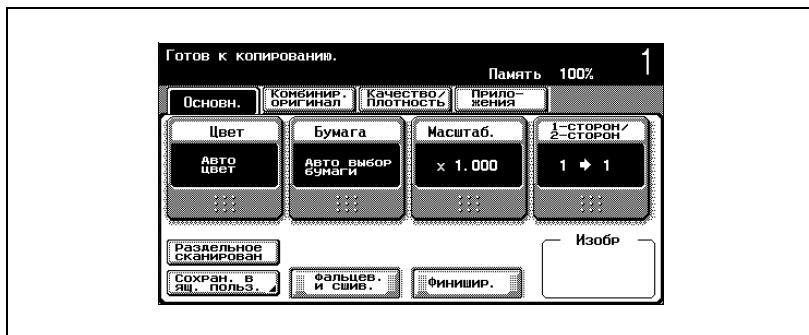 Готов к копированию.
Память 100%
1
Основн.
Комбинир.
оригинал
Качество/
плотность
Прило-
жения
Цвет
Бумага
Масштаб.
1-сторон/
2-сторон
Авто
цвет
Авто выбор
бумаги
x 1.000
1 → 1
Раздельное
сканирован
Изобр
Сохран. в
ящ. польз.
Фальцев.
и сшив.
Финишир.